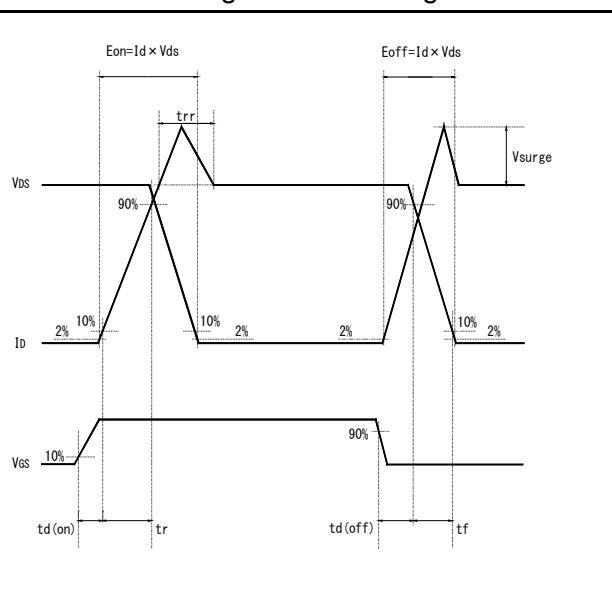 Eon=Id×Vds Eoff=Id×Vds
trr
Vsurge
VDS
90% 90%
10% 10% 10%
2% 2% 2% 2%
ID
90%
10%
VGS
td(on) tr td(off) tf